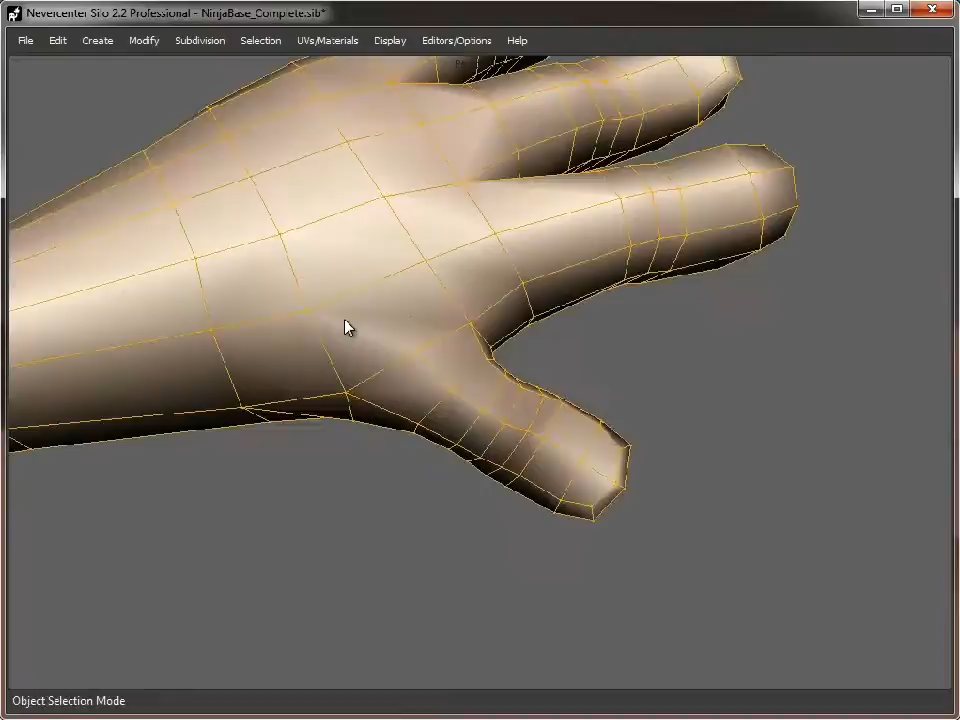 Nevercenter Silo 2.2 Professional - NinjaBase_Complete.sib*
File Edit Create Modify Subdivision Selection UVs/Materials Display Editors/Options Help
Object Selection Mode